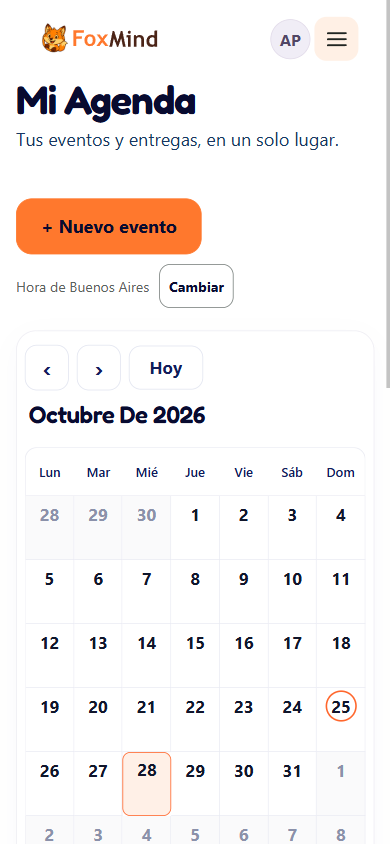 FoxMind
AP
Mi Agenda
Tus eventos y entregas, en un solo lugar.
+ Nuevo evento
Hora de Buenos Aires
Cambiar
‹ › Hoy
Octubre De 2026
Lun Mar Mié Jue Vie Sáb Dom
28 29 30 1 2 3 4
5 6 7 8 9 10 11
12 13 14 15 16 17 18
19 20 21 22 23 24 25
26 27 28 29 30 31 1
2 3 4 5 6 7 8